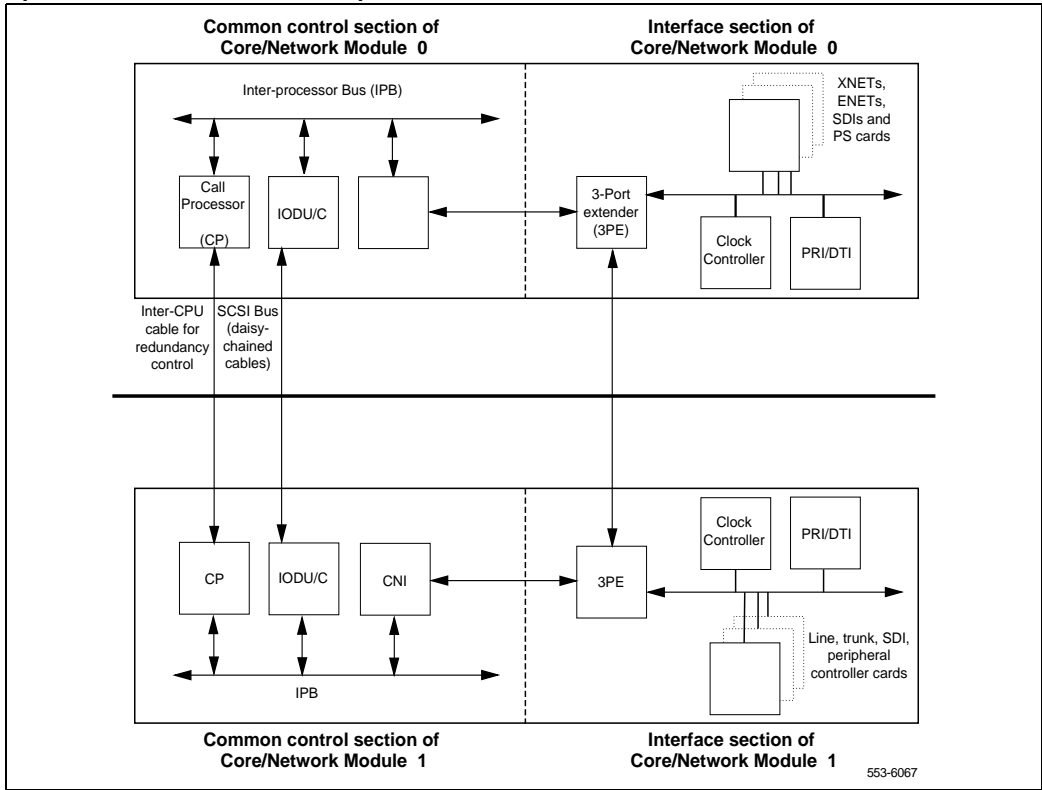 Common control section of
Core/Network Module 0
Interface section of
Core/Network Module 0
Inter-processor Bus (IPB)
XNETs,
ENETs,
SDIs and
PS cards
Call
Processor
(CP)
IODU/C
3-Port
extender
(3PE)
Clock
Controller
PRI/DTI
Inter-CPU
cable for
redundancy
control
SCSI Bus
(daisy-
chained
cables)
Clock
Controller
PRI/DTI
CP
IODU/C
CNI
3PE
Line, trunk, SDI,
peripheral
controller cards
IPB
Common control section of
Core/Network Module 1
Interface section of
Core/Network Module 1
553-6067